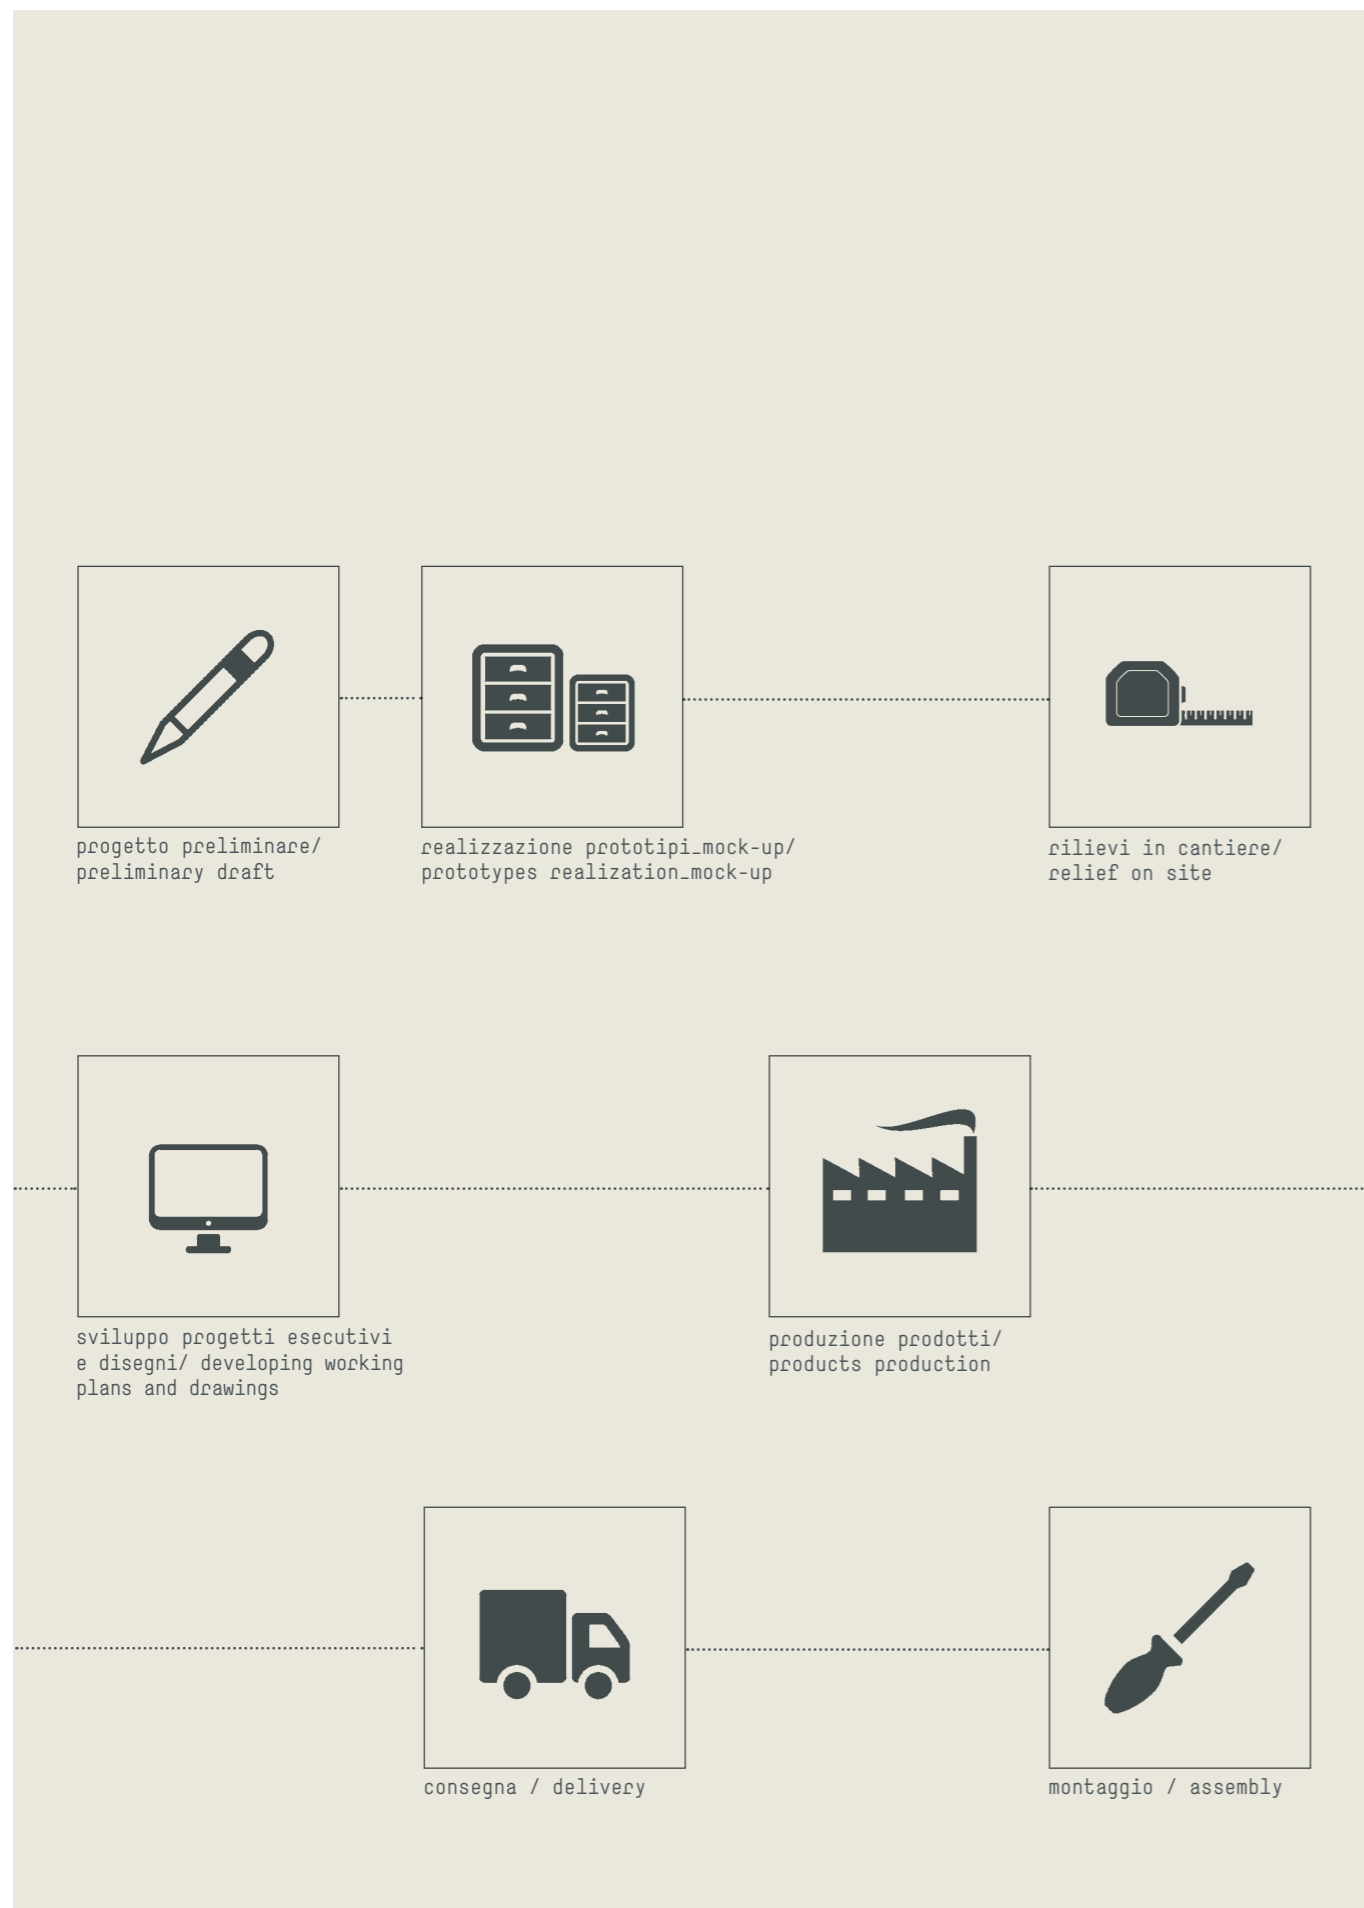 progetto preliminare/
preliminary draft
realizzazione prototipi_mock-up/
prototypes realization_mock-up
rilievi in cantiere/
relief on site
sviluppo progetti esecutivi
e disegni/ developing working
plans and drawings
produzione prodotti/
products production
consegna / delivery
montaggio / assembly